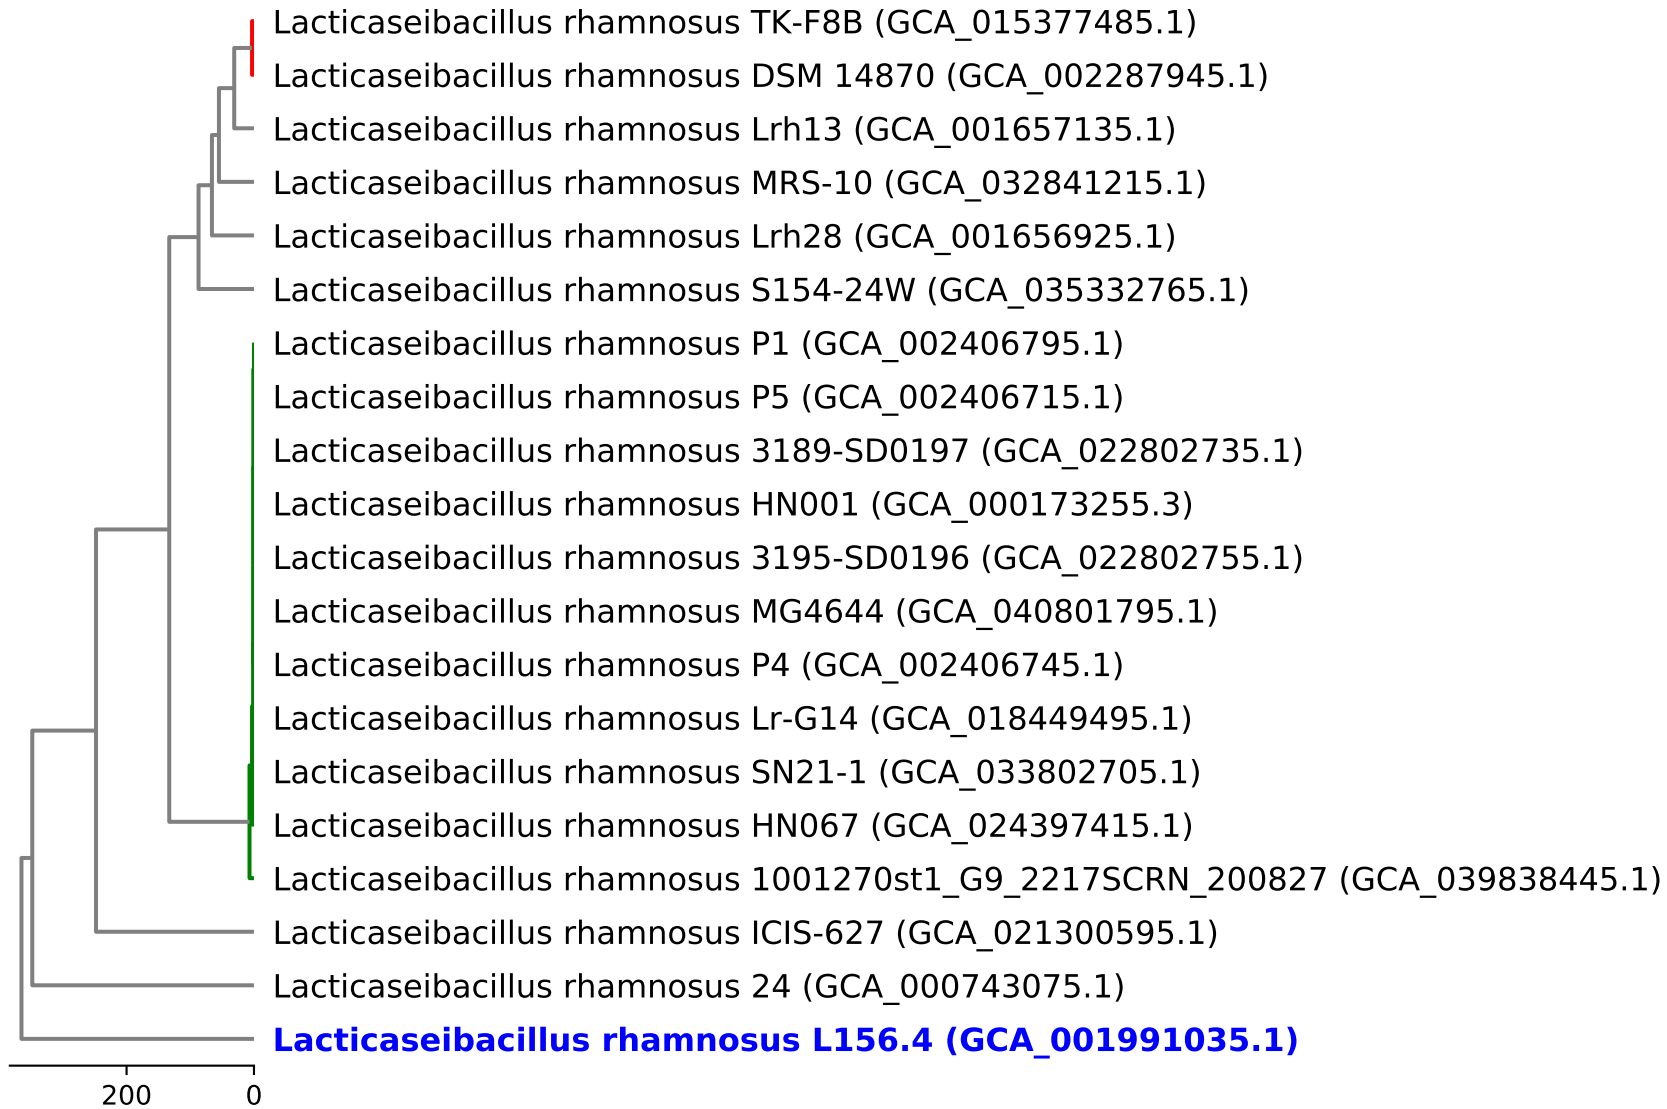 Lacticaseibacillus rhamnosus TK-F8B (GCA_015377485.1)
Lacticaseibacillus rhamnosus DSM 14870 (GCA_002287945.1)
Lacticaseibacillus rhamnosus Lrh13 (GCA_001657135.1)
Lacticaseibacillus rhamnosus MRS-10 (GCA_032841215.1)
Lacticaseibacillus rhamnosus Lrh28 (GCA_001656925.1)
Lacticaseibacillus rhamnosus S154-24W (GCA_035332765.1)
Lacticaseibacillus rhamnosus P1 (GCA_002406795.1)
Lacticaseibacillus rhamnosus P5 (GCA_002406715.1)
Lacticaseibacillus rhamnosus 3189-SD0197 (GCA_022802735.1)
Lacticaseibacillus rhamnosus HN001 (GCA_000173255.3)
Lacticaseibacillus rhamnosus 3195-SD0196 (GCA_022802755.1)
Lacticaseibacillus rhamnosus MG4644 (GCA_040801795.1)
Lacticaseibacillus rhamnosus P4 (GCA_002406745.1)
Lacticaseibacillus rhamnosus Lr-G14 (GCA_018449495.1)
Lacticaseibacillus rhamnosus SN21-1 (GCA_033802705.1)
Lacticaseibacillus rhamnosus HN067 (GCA_024397415.1)
Lacticaseibacillus rhamnosus 1001270st1_G9_2217SCRN_200827 (GCA_039838445.1)
Lacticaseibacillus rhamnosus ICIS-627 (GCA_021300595.1)
Lacticaseibacillus rhamnosus 24 (GCA_000743075.1)
Lacticaseibacillus rhamnosus L156.4 (GCA_001991035.1)
200 0